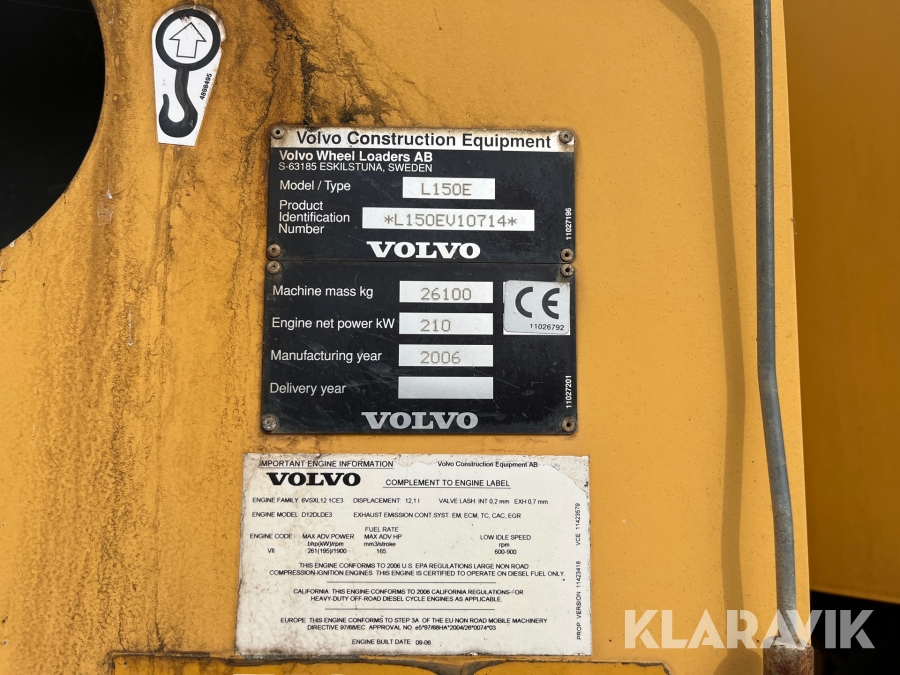 4898495
Volvo Construction Equipment
Volvo Wheel Loaders AB
S-63185 ESKILSTUNA, SWEDEN
Model / Type L150E
Product
Identification
Number *L150EV10714*
11027196
VOLVO
Machine mass kg 26100
CE
11026792
Engine net power kW 210
Manufacturing year 2006
Delivery year
11027201
VOLVO
IMPORTANT ENGINE INFORMATION Volvo Construction Equipment AB
VOLVO COMPLEMENT TO ENGINE LABEL
ENGINE FAMILY 6VSXL12.1CE3 DISPLACEMENT: 12,1 l VALVE LASH: INT 0,2 mm EXH 0,7 mm
ENGINE MODEL: D12DLDE3 EXHAUST EMISSION CONT.SYST. EM, ECM, TC, CAC, EGR
FUEL RATE
ENGINE CODE: MAX ADV POWER MAX ADV HP LOW IDLE SPEED
bhp(kW)/rpm mm3/stroke rpm
VII 261(195)/1900 165 600-900
THIS ENGINE CONFORMS TO 2006 U.S. EPA REGULATIONS LARGE NON ROAD
COMPRESSION-IGNITION ENGINES. THIS ENGINE IS CERTIFIED TO OPERATE ON DIESEL FUEL ONLY.
CALIFORNIA: THIS ENGINE CONFORMS TO 2006 CALIFORNIA REGULATIONS FOR
HEAVY-DUTY OFF-ROAD DIESEL CYCLE ENGINES AS APPLICABLE.
EUROPE: THIS ENGINE CONFORMS TO STEP 3A OF THE EU NON ROAD MOBILE MACHINERY
DIRECTIVE 97/68/EC. APPROVAL NO. e5*97/68HA*2004/26*0074*03
ENGINE BUILT DATE 09-06
PROP VERSION 11423418 VCE 11423579
KLARAVIK